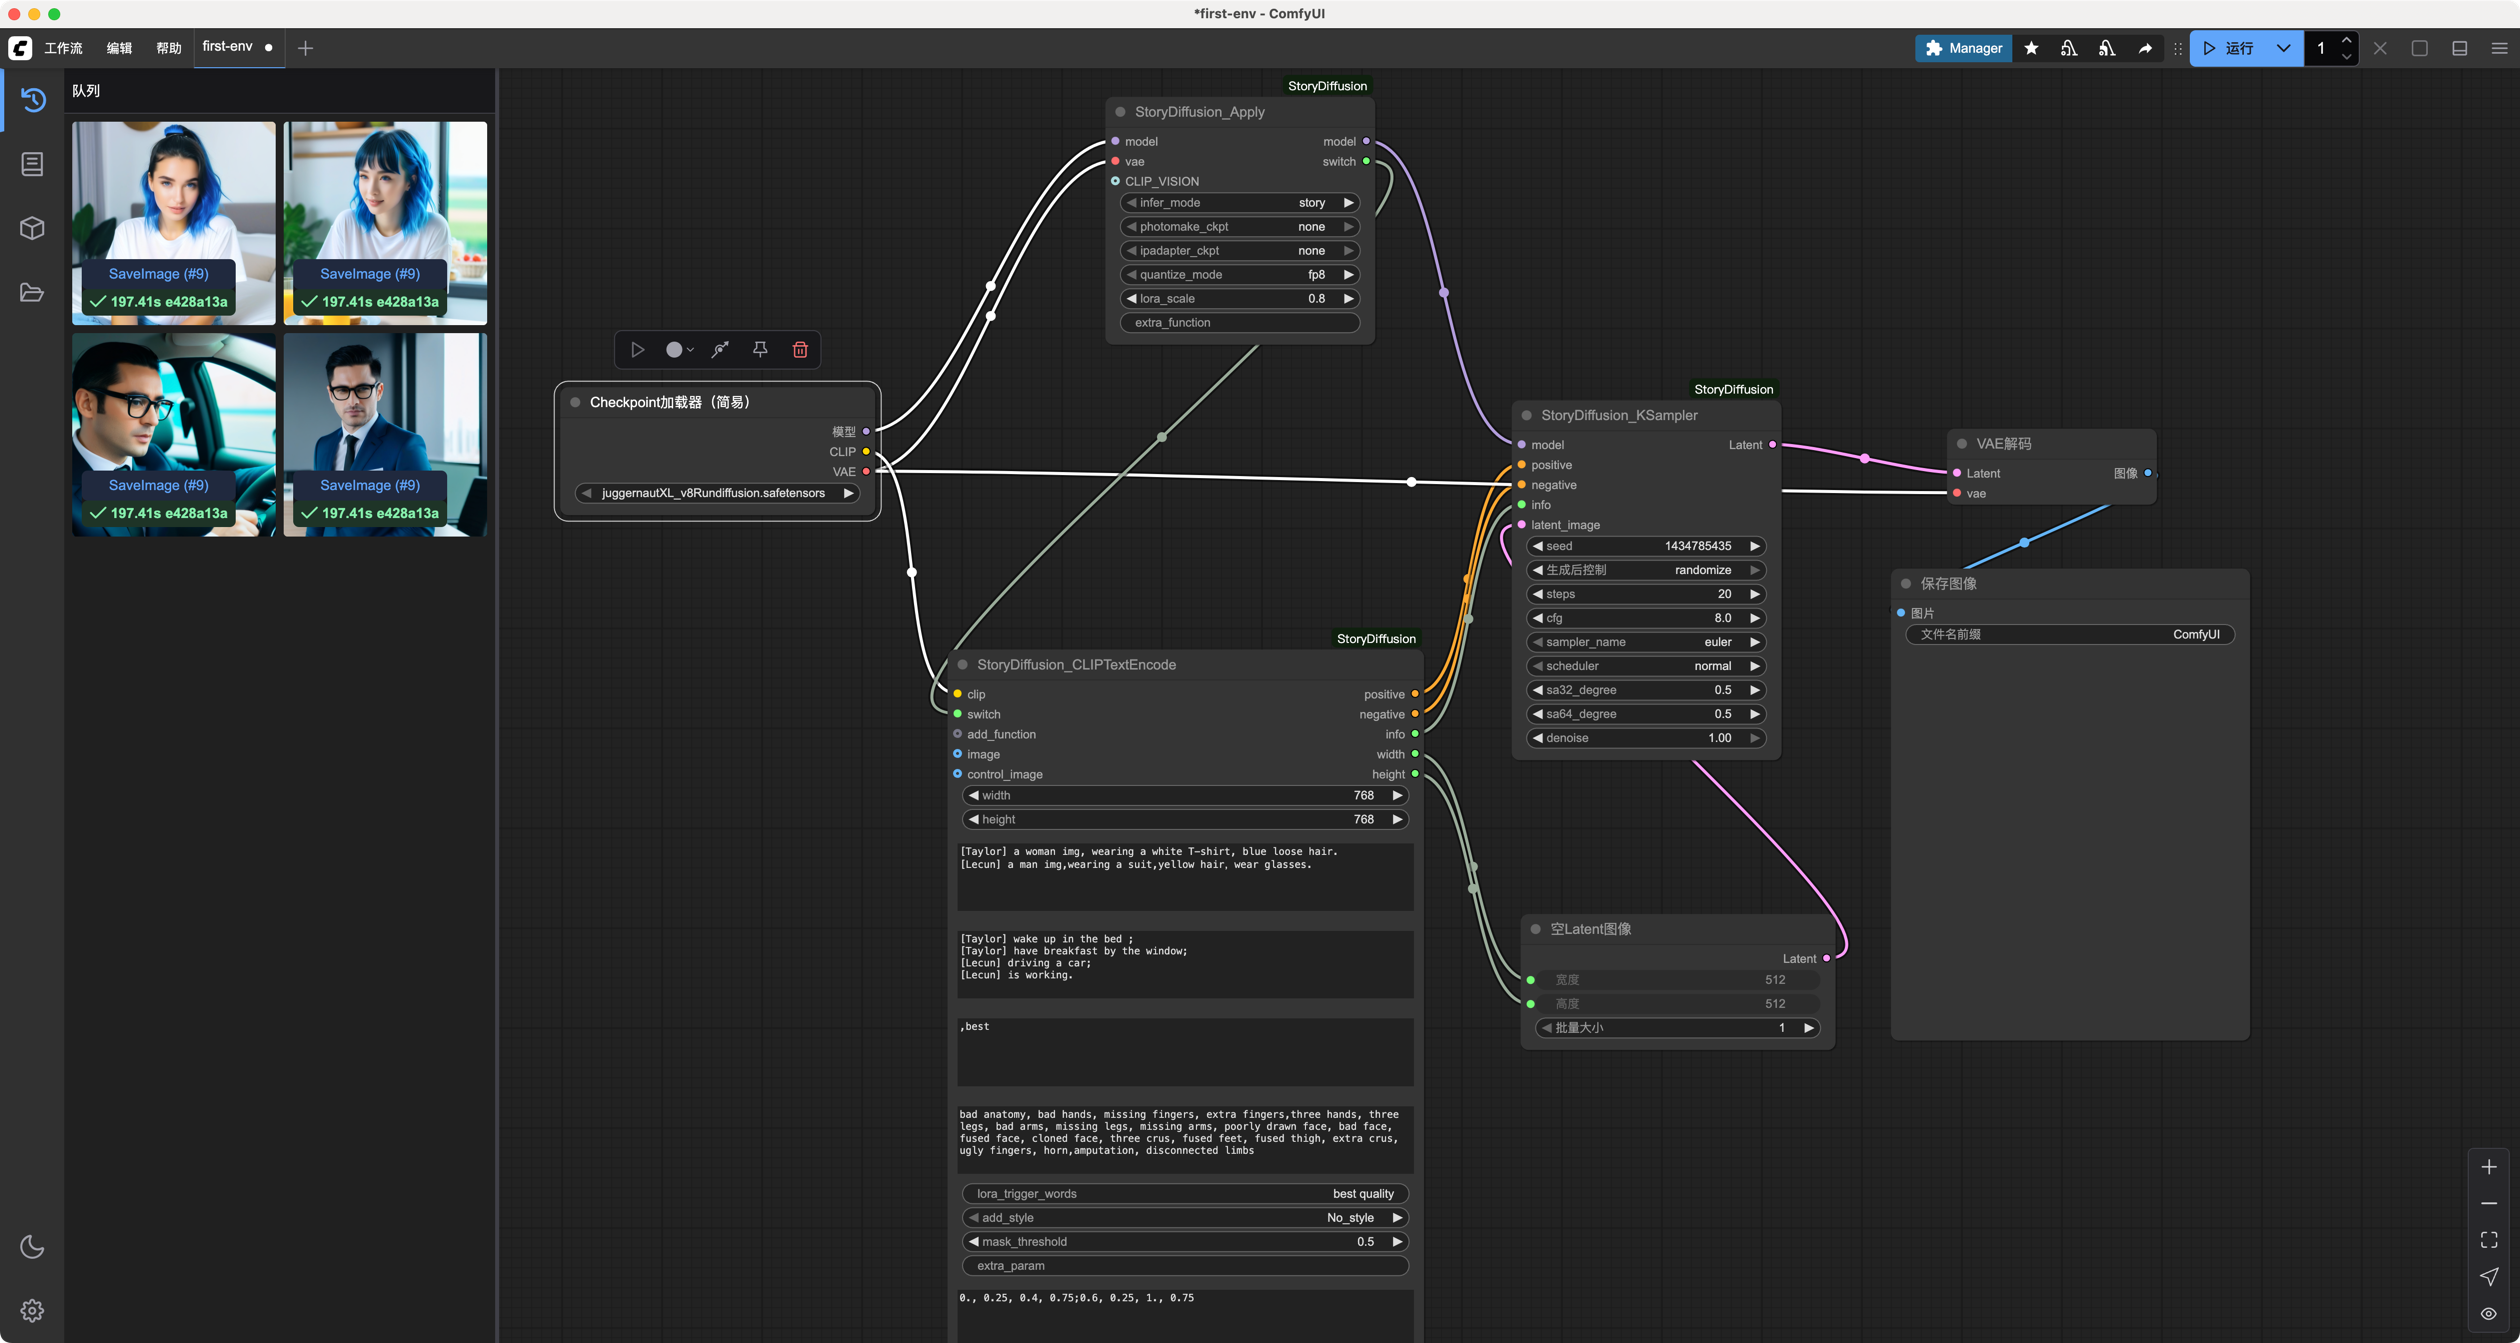 *first-env - ComfyUI
工作流 编辑 帮助 first-env
Manager 运行 1
队列
SaveImage (#9)
197.41s e428a13a
SaveImage (#9)
197.41s e428a13a
SaveImage (#9)
197.41s e428a13a
SaveImage (#9)
197.41s e428a13a
Checkpoint加载器（简易）
模型
CLIP
VAE
juggernautXL_v8Rundiffusion.safetensors
StoryDiffusion
StoryDiffusion_Apply
model model
vae switch
CLIP_VISION
infer_mode story
photomake_ckpt none
ipadapter_ckpt none
quantize_mode fp8
lora_scale 0.8
extra_function
StoryDiffusion
StoryDiffusion_CLIPTextEncode
clip positive
switch negative
add_function info
image width
control_image height
width 768
height 768
[Taylor] a woman img, wearing a white T-shirt, blue loose hair.
[Lecun] a man img,wearing a suit,yellow hair, wear glasses.
[Taylor] wake up in the bed ;
[Taylor] have breakfast by the window;
[Lecun] driving a car;
[Lecun] is working.
,best
bad anatomy, bad hands, missing fingers, extra fingers,three hands, three
legs, bad arms, missing legs, missing arms, poorly drawn face, bad face,
fused face, cloned face, three crus, fused feet, fused thigh, extra crus,
ugly fingers, horn,amputation, disconnected limbs
lora_trigger_words best quality
add_style No_style
mask_threshold 0.5
extra_param
0., 0.25, 0.4, 0.75;0.6, 0.25, 1., 0.75
StoryDiffusion
StoryDiffusion_KSampler
model Latent
positive
negative
info
latent_image
seed 1434785435
生成后控制 randomize
steps 20
cfg 8.0
sampler_name euler
scheduler normal
sa32_degree 0.5
sa64_degree 0.5
denoise 1.00
空Latent图像
Latent
宽度 512
高度 512
批量大小 1
VAE解码
Latent 图像
vae
保存图像
图片
文件名前缀 ComfyUI